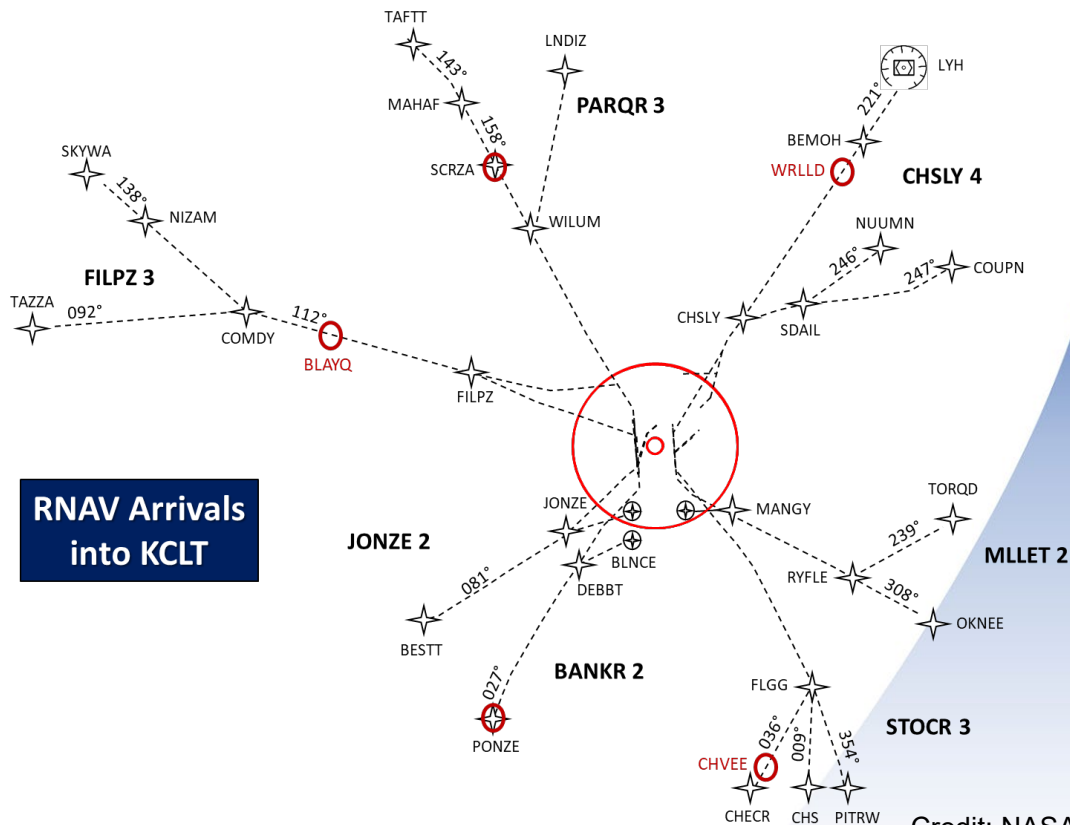 TAFTT
LNDIZ
LYH
143°
221°
MAHAF
PARQR 3
158°
BEMOH
SKYWA
SCRZA
WRLLD
CHSLY 4
138°
NIZAM
WILUM
NUUMN
246°
COUPN
247°
FILPZ 3
TAZZA
092°
112°
COMDY
CHSLY
SDAIL
BLAYQ
FILPZ
RNAV Arrivals
into KCLT
JONZE
MANGY
TORQD
239°
JONZE 2
BLNCE
MLLET 2
081°
DEBBT
RYFLE
308°
BESTT
OKNEE
BANKR 2
027°
FLGG
PONZE
STOCR 3
036°
009°
354°
CHVEE
CHECR
CHS
PITRW
Credit: NASA